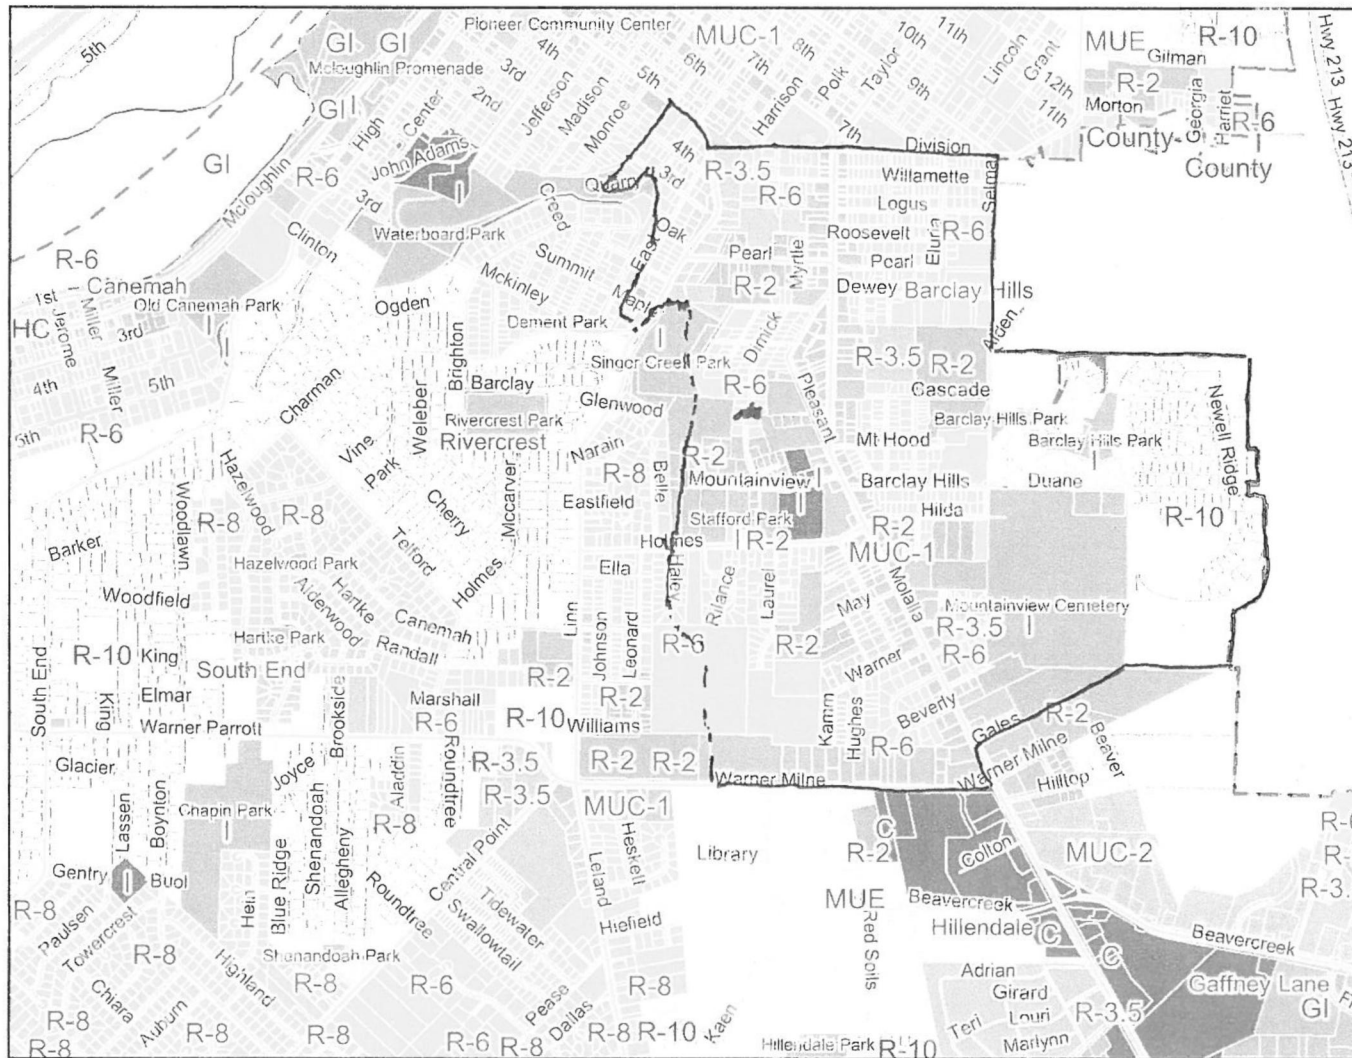 5th
Pioneer Community Center
MUC-1
8th
10th
11th
Lincoln
Grant
MUE
R-10
Hwy 213
Hwy 213
GI
GI
4th
3rd
2nd
6th
7th
5th
Harrison
Polk
Taylor
9th
12th
11th
Gilman
R-2
Mcloughlin Promenade
Jefferson
Madison
Monroe
Morton
Georgia
Harriet
R-6
GI
High
Center
7th
Division
County
County
GI
John Adams
4th
3rd
R-3.5
R-6
Willamette
Selma
Mcloughlin
R-6
3rd
Quarry
Creed
Logus
Waterboard Park
Oak
East
Roosevelt
Eluria
R-6
Clinton
Summit
Pearl
Myrtle
Pearl
R-6
Canemah
Mckinley
R-2
Dewey
Barclay Hills
1st
Miller
Old Canemah Park
Ogden
Maple
HC
Jerome
3rd
Dement Park
Dimick
Alden
Brighton
Singer Creek Park
R-3.5
R-2
4th
Miller
5th
Charman
Weleber
Barclay
R-6
Pleasant
Cascade
Newell Ridge
Glenwood
5th
R-6
Rivercrest Park
Barclay Hills Park
Vine
Rivercrest
Narain
Mt Hood
Barclay Hills Park
Hazelwood
Park
R-8
Belle
R-2
Mountainview
Barclay Hills
Duane
Woodlawn
Mccarver
Cherry
Eastfield
Hilda
R-8
R-8
Stafford Park
R-2
R-10
Barker
Telford
Holmes
R-2
MUC-1
Hazelwood Park
Holmes
Ella
Haley
Rilance
Laurel
Molalla
Woodfield
Alderwood
Hartke
Canemah
May
Mountainview Cemetery
Linn
Johnson
Leonard
R-3.5
Hartke Park
Randall
R-6
R-2
R-6
South End
R-10
King
South End
R-2
Warner
King
Elmar
Brookside
Marshall
R-2
Kamm
Hughes
Beverly
Gales
R-2
Beaver
Warner Parrott
R-6
R-10
Williams
R-6
Glacier
Joyce
Aladdin
Roundtree
R-3.5
R-2
R-2
Warner Milne
Warner Milne
Hilltop
Lassen
Boynton
Chapin Park
Shenandoah
R-3.5
MUC-1
R-8
Central Point
Heskett
C
R-2
Library
Colton
MUC-2
Gentry
Buol
Blue Ridge
Allegheny
Leland
R-3.5
R-8
Paulsen
Hein
Roundtree
Tidewater
Swallowtail
Hiefield
MUE
Beavercreek
Red Soils
Hillendale
C
Beavercreek
Towercrest
R-8
Highland
Shenandoah Park
C
Adrian
Gaffney Lane
Chiara
R-8
R-6
R-8
Girard
GI
Auburn
Pease
Dallas
Louri
R-3.5
R-8
R-8
R-8
R-6
R-8
R-8
R-10
Kaen
Teri
Marlynn
R-8
Hillendale Park
R-10